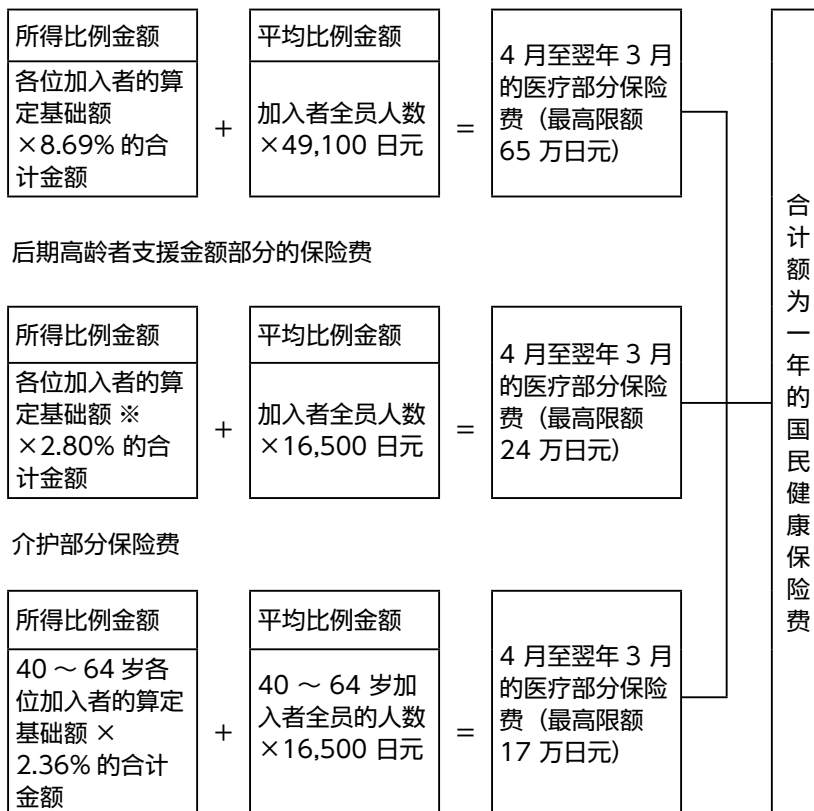 所得比例金额
各位加入者的算
定基础额
×8.69% 的合
计金额
+
平均比例金额
加入者全员人数
×49,100 日元
=
4 月至翌年 3 月
的医疗部分保险
费（最高限额
65 万日元）
后期高龄者支援金额部分的保险费
所得比例金额
各位加入者的算
定基础额 ※
×2.80% 的合
计金额
+
平均比例金额
加入者全员人数
×16,500 日元
=
4 月至翌年 3 月
的医疗部分保险
费（最高限额
24 万日元）
介护部分保险费
所得比例金额
40 ～ 64 岁各
位加入者的算定
基础额 ×
2.36% 的合计
金额
+
平均比例金额
40 ～ 64 岁加
入者全员的人数
×16,500 日元
=
4 月至翌年 3 月
的医疗部分保险
费（最高限额
17 万日元）
合计额为一年的国民健康保险费